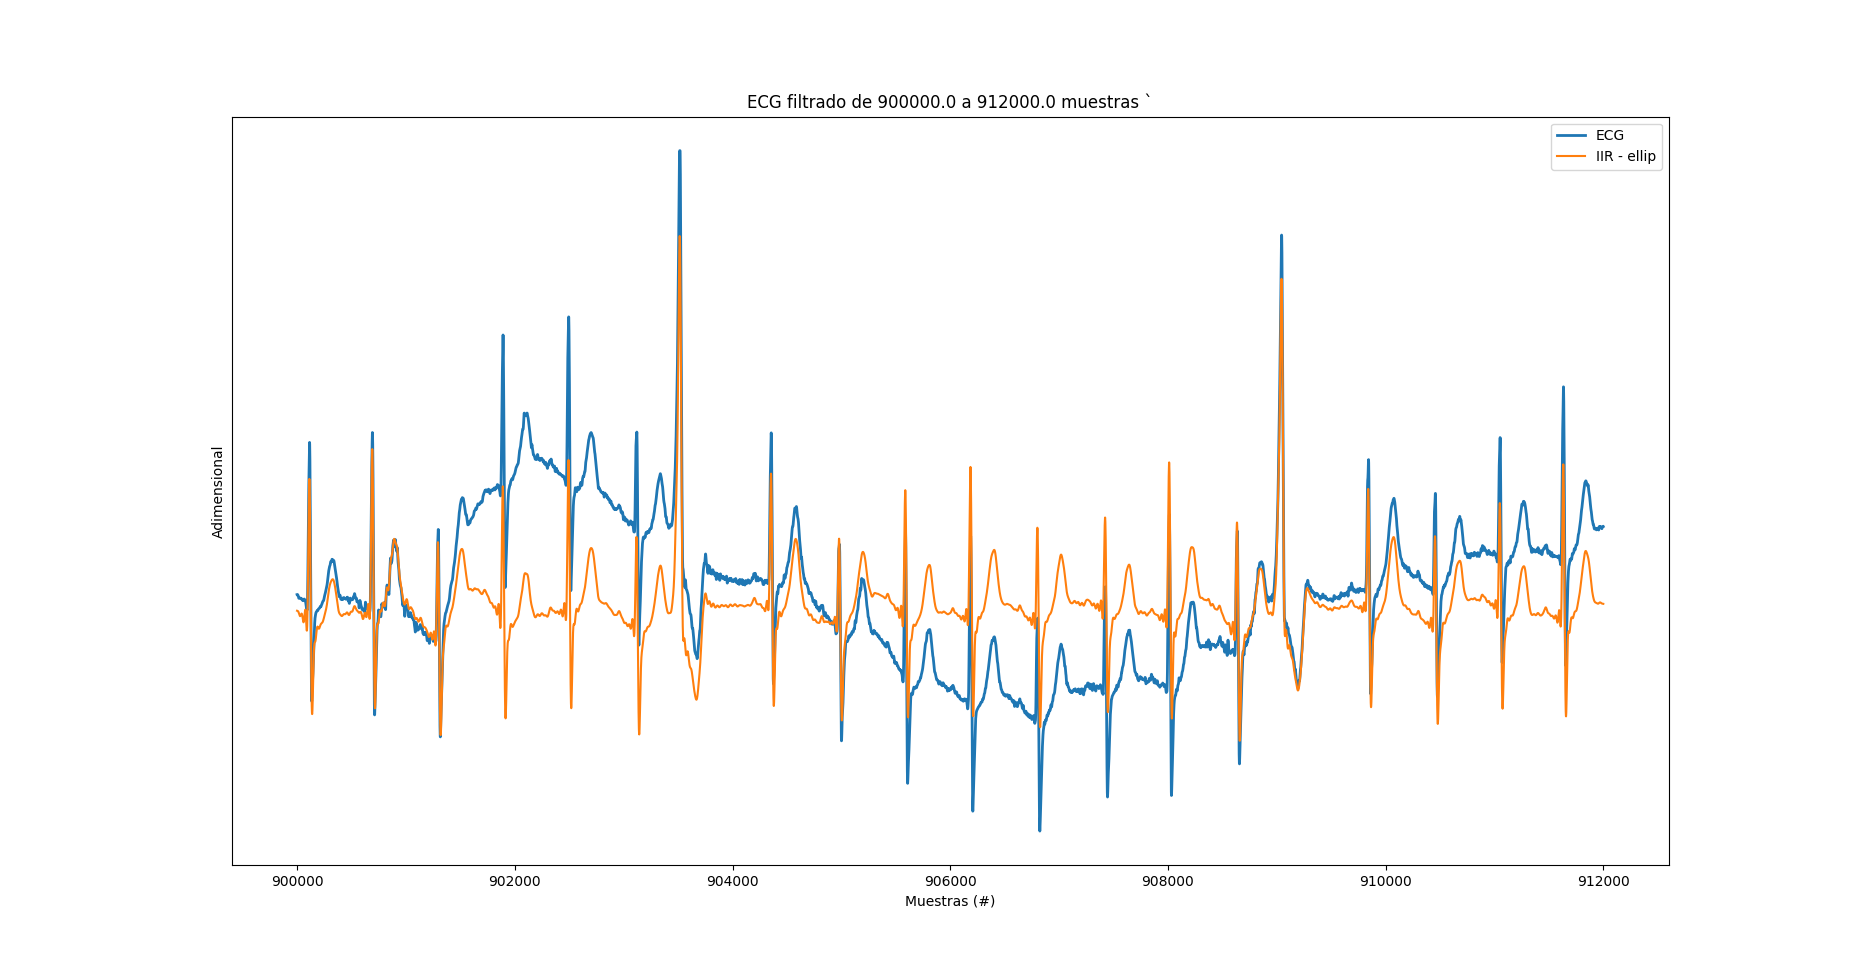 ECG filtrado de 900000.0 a 912000.0 muestras `
ECG
IIR - ellip
Adimensional
900000 902000 904000 906000 908000 910000 912000
Muestras (#)